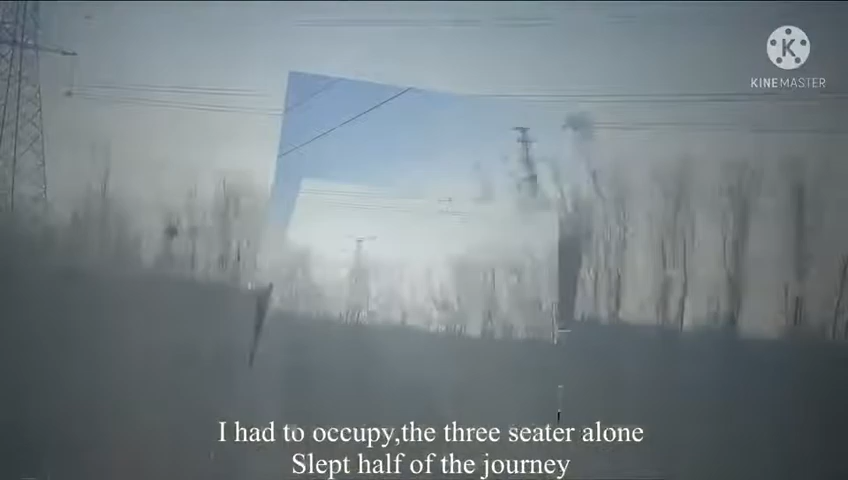 K
KINEMASTER
I had to occupy,the three seater alone
Slept half of the journey